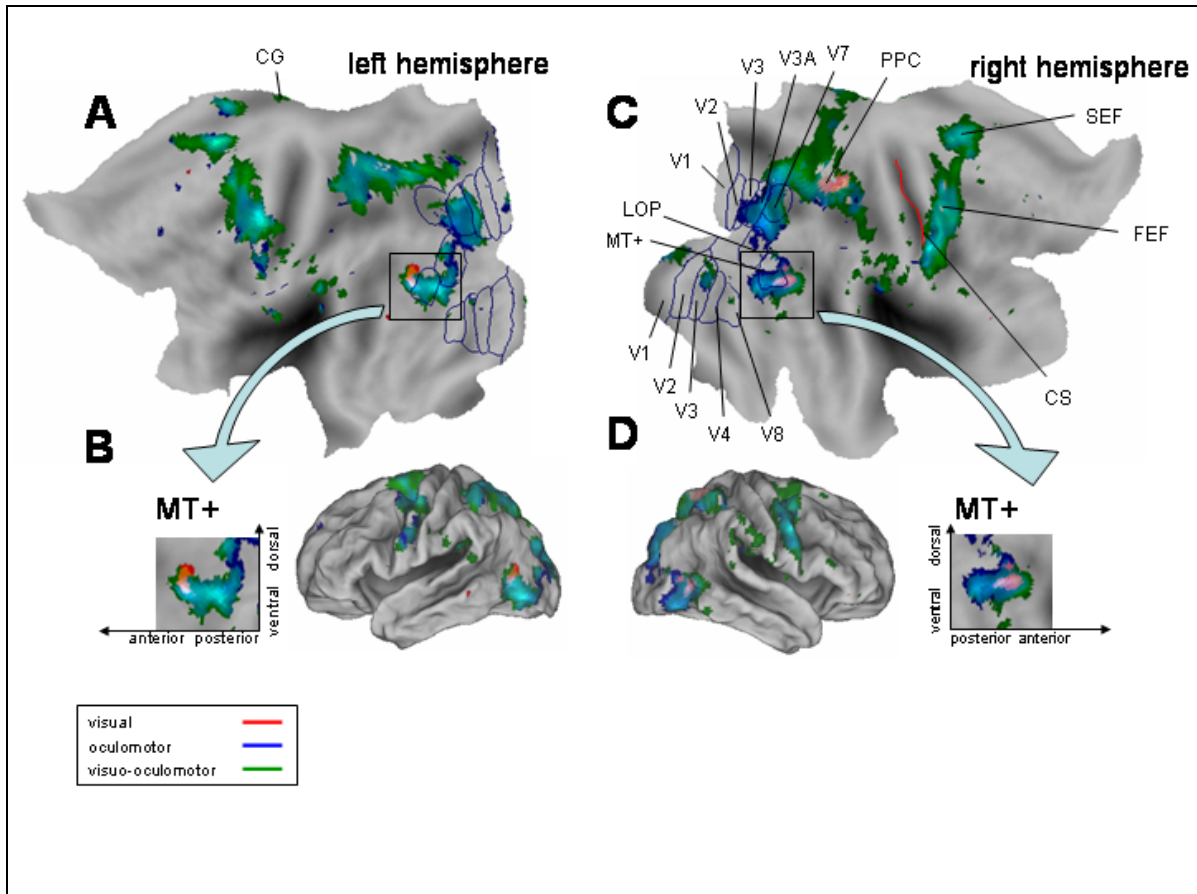 left hemisphere
CG
A
right hemisphere
C
V3
V3A
V7
PPC
SEF
V2
V1
LOP
FEF
MT+
V1
V2
V3
V4
V8
CS
B
MT+
dorsal
ventral
anterior posterior
D
MT+
dorsal
ventral
posterior anterior
visual
oculomotor
visuo-oculomotor